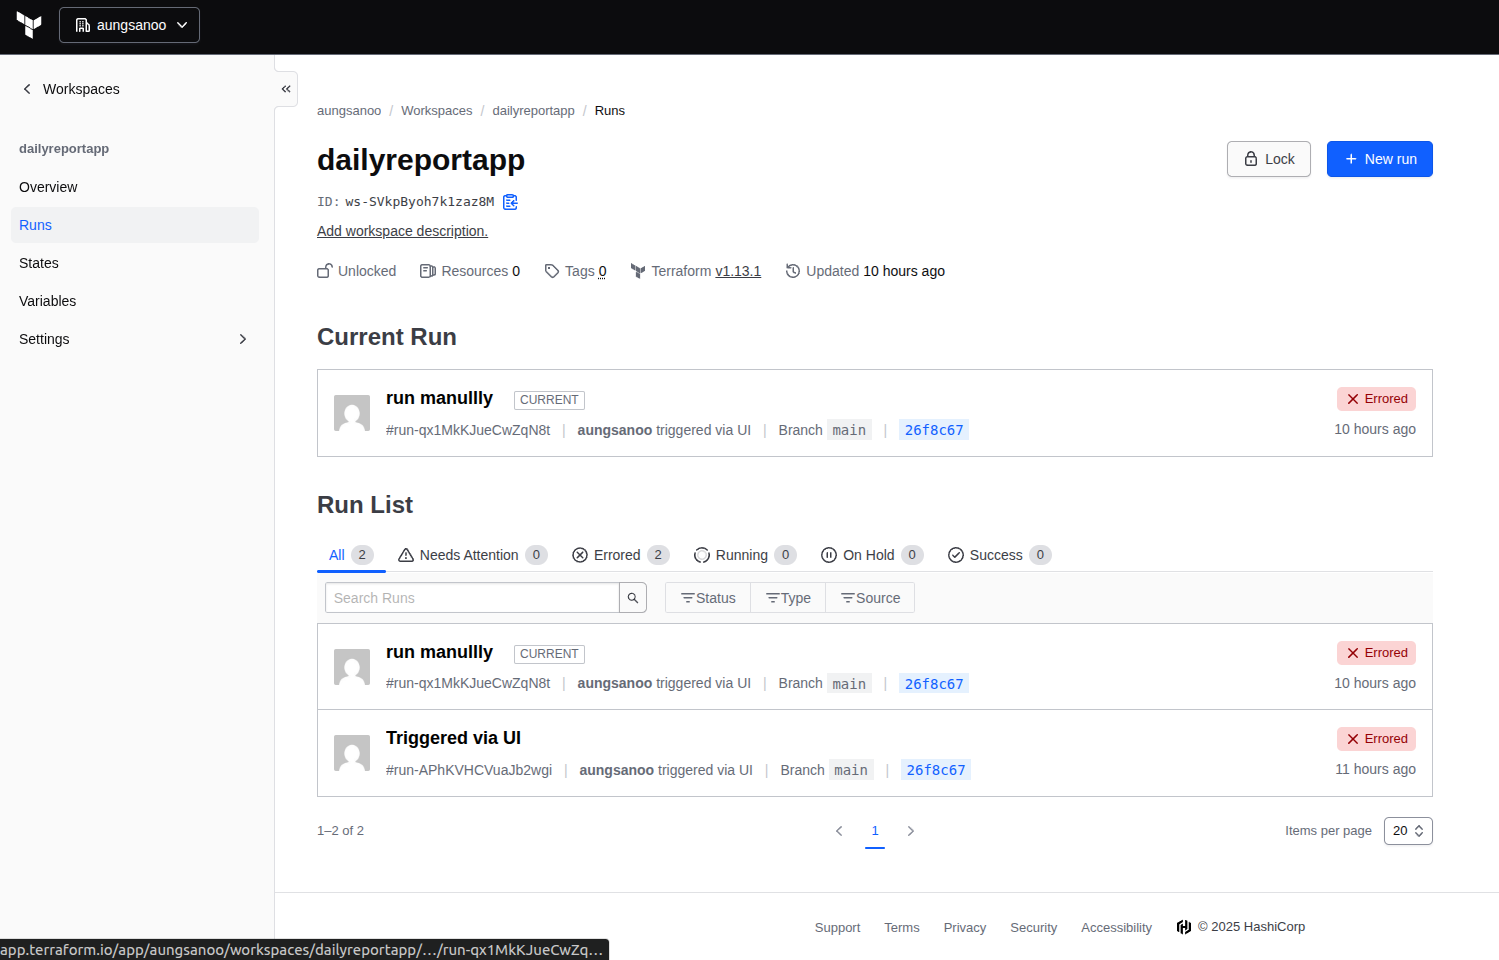 aungsanoo
Workspaces
dailyreportapp
Overview
Runs
States
Variables
Settings
aungsanoo / Workspaces / dailyreportapp / Runs
dailyreportapp
Lock
New run
ID: ws-SVkpByoh7k1zaz8M
Add workspace description.
Unlocked Resources 0 Tags 0 Terraform v1.13.1 Updated 10 hours ago
Current Run
run manullly CURRENT Errored
#run-qx1MkKJueCwZqN8t | aungsanoo triggered via UI | Branch main | 26f8c67 10 hours ago
Run List
All 2 Needs Attention 0 Errored 2 Running 0 On Hold 0 Success 0
Search Runs Status Type Source
run manullly CURRENT Errored
#run-qx1MkKJueCwZqN8t | aungsanoo triggered via UI | Branch main | 26f8c67 10 hours ago
Triggered via UI Errored
#run-APhKVHCVuaJb2wgi | aungsanoo triggered via UI | Branch main | 26f8c67 11 hours ago
1–2 of 2 1 Items per page 20
Support Terms Privacy Security Accessibility © 2025 HashiCorp
app.terraform.io/app/aungsanoo/workspaces/dailyreportapp/…/run-qx1MkKJueCwZq…